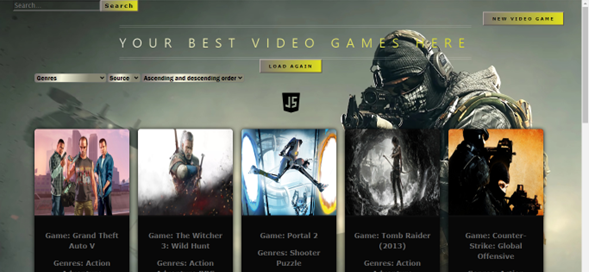 Search...
Search
NEW VIDEO GAME
YOUR BEST VIDEO GAMES HERE
LOAD AGAIN
Genres
Source
Ascending and descending order
JS
Game: Grand Theft
Auto V
Genres: Action
Game: The Witcher
3: Wild Hunt
Genres: Action
Game: Portal 2
Genres: Shooter
Puzzle
Game: Tomb Raider
(2013)
Genres: Action
Game: Counter-
Strike: Global
Offensive